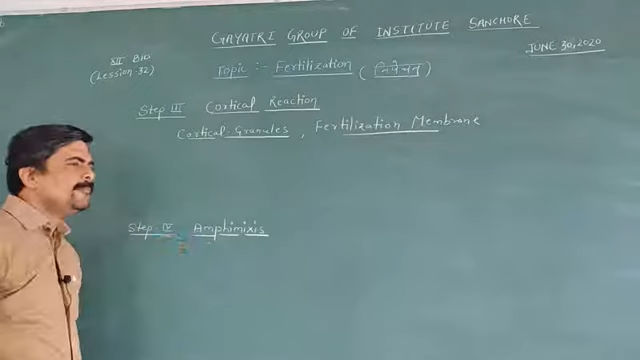 GAYATRI GROUP OF INSTITUTE SANCHORE
JUNE 30, 2020
XII BIO
(Lession-32)
Topic :- Fertilization (निषेचन)
Step III Cortical Reaction
Cortical-Granules, Fertilization Membrane
Step-IV Amphimixis